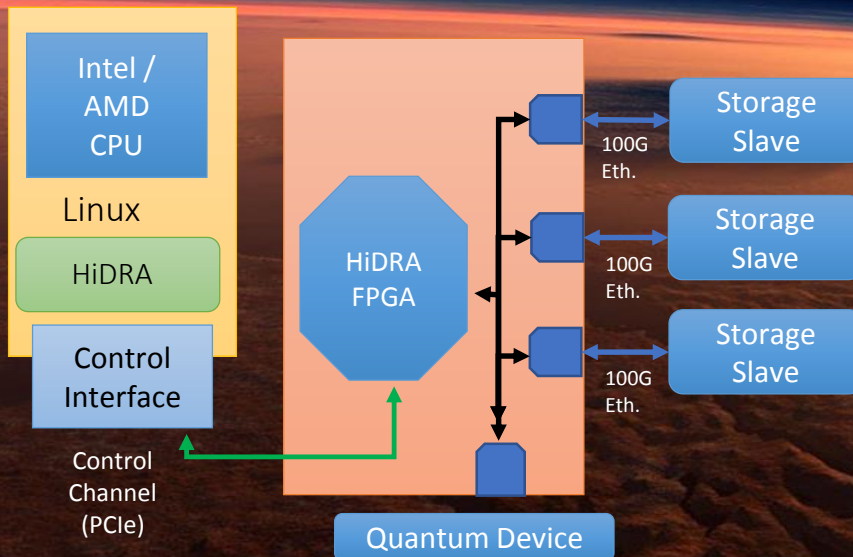 Intel /
AMD
CPU
Linux
HiDRA
Control
Interface
Control
Channel
(PCIe)
HiDRA
FPGA
100G
Eth.
Storage
Slave
100G
Eth.
Storage
Slave
100G
Eth.
Storage
Slave
Quantum Device